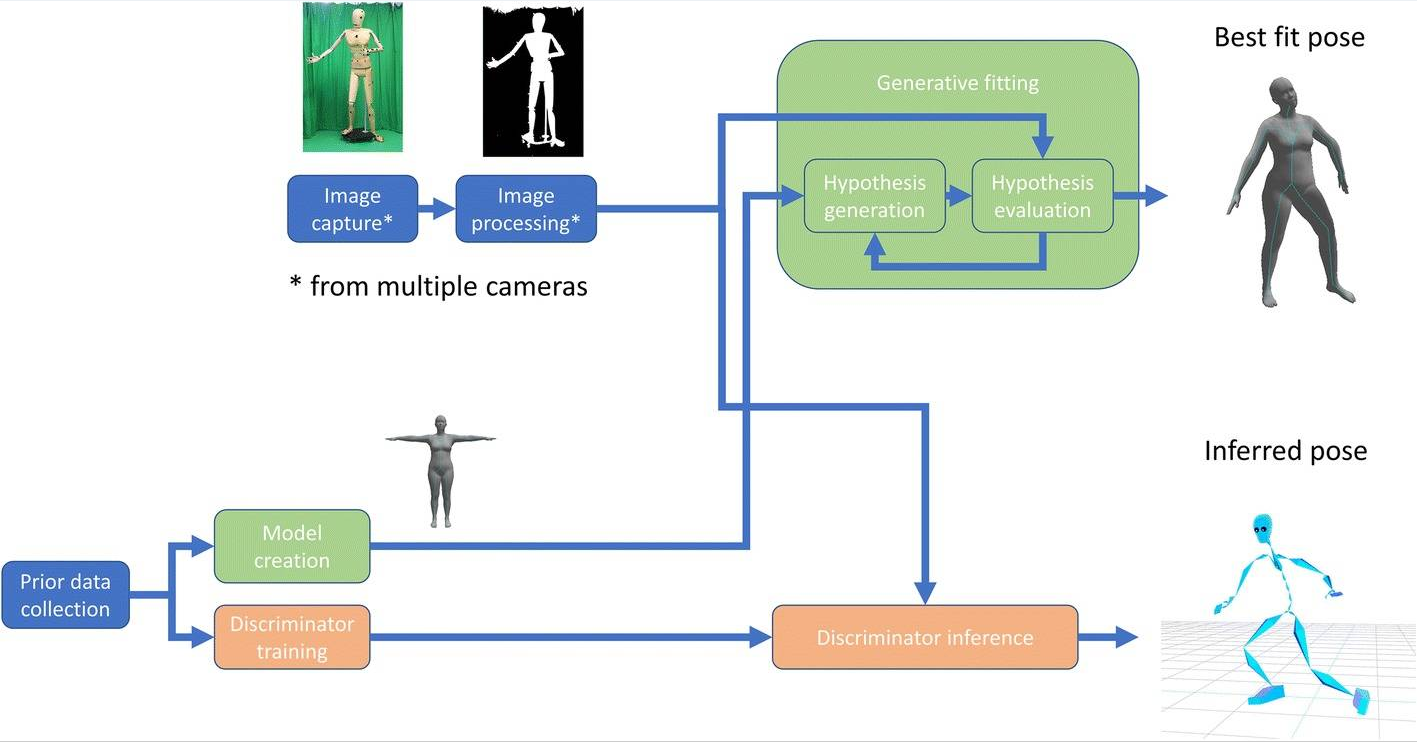 Best fit pose
Generative fitting
Image
capture*
Image
processing*
Hypothesis
generation
Hypothesis
evaluation
* from multiple cameras
Inferred pose
Model
creation
Prior data
collection
Discriminator
training
Discriminator inference